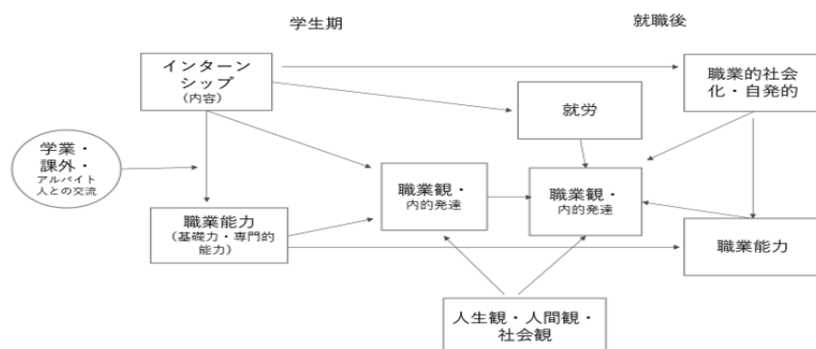 学生期
就職後
インターン
シップ
(内容)
職業的社会
化・自発的
就労
学業・
課外・
アルバイト
人との交流
職業観・
内的発達
職業観・
内的発達
職業能力
(基礎力・専門的
能力)
職業能力
人生観・人間観・
社会観